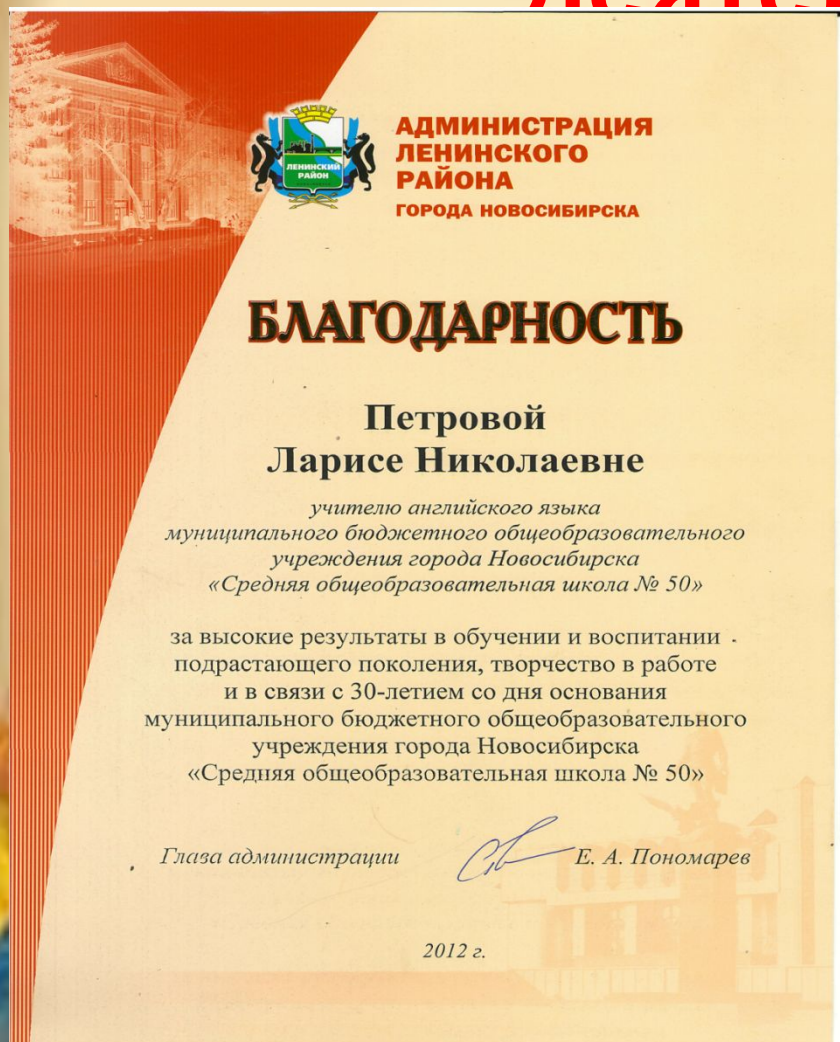 АДМИНИСТРАЦИЯ
ЛЕНИНСКОГО
РАЙОНА
ГОРОДА НОВОСИБИРСКА
ЛЕНИНСКИЙ
РАЙОН
БЛАГОДАРНОСТЬ
Петровой
Ларисе Николаевне
учителю английского языка
муниципального бюджетного общеобразовательного
учреждения города Новосибирска
«Средняя общеобразовательная школа № 50»
за высокие результаты в обучении и воспитании
подрастающего поколения, творчество в работе
и в связи с 30-летием со дня основания
муниципального бюджетного общеобразовательного
учреждения города Новосибирска
«Средняя общеобразовательная школа № 50»
Глава администрации Е. А. Пономарев
2012 г.